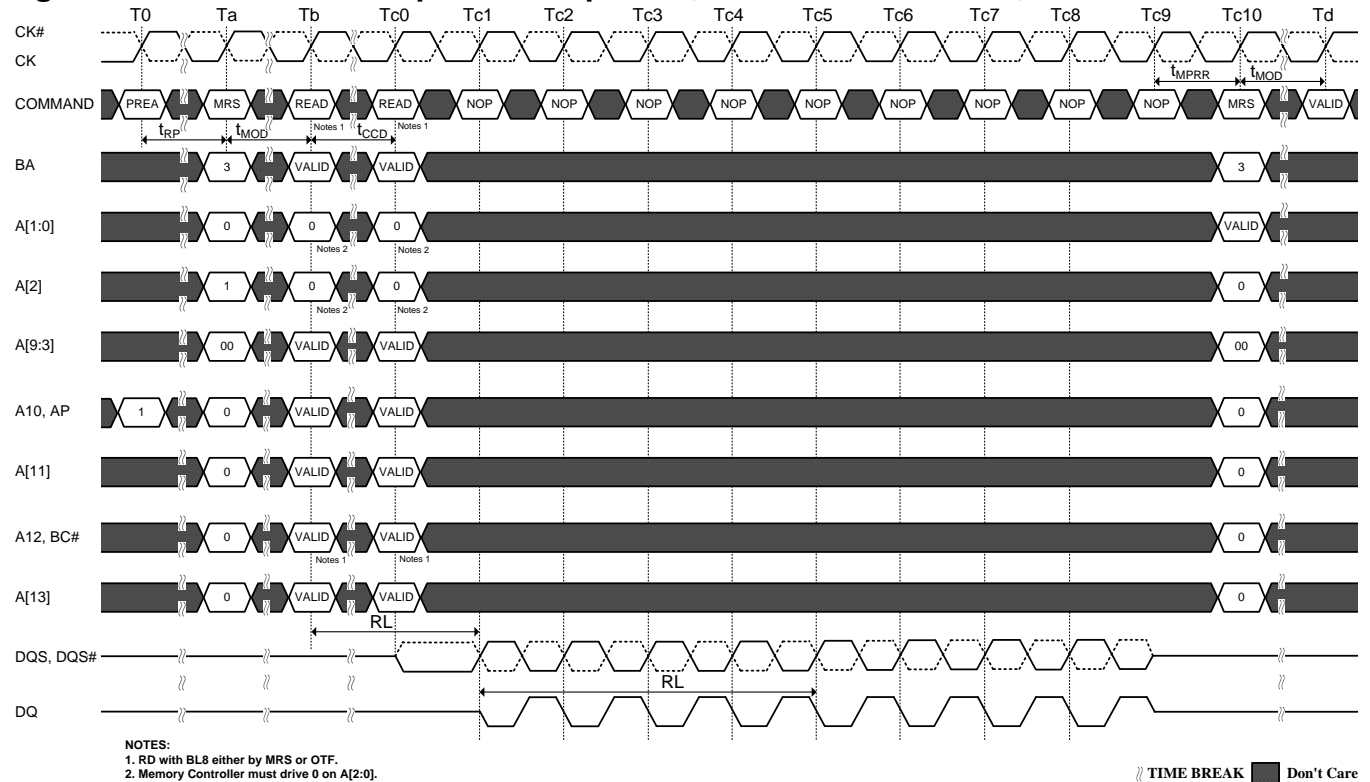 T0 Ta Tb Tc0 Tc1 Tc2 Tc3 Tc4 Tc5 Tc6 Tc7 Tc8 Tc9 Tc10 Td
CK#
CK
tMPRR tMOD
COMMAND PREA MRS READ READ NOP NOP NOP NOP NOP NOP NOP NOP NOP MRS VALID
Notes 1 Notes 1
tRP tMOD tCCD
BA 3 VALID VALID 3
A[1:0] 0 0 0 VALID
Notes 2 Notes 2
A[2] 1 0 0 0
Notes 2 Notes 2
A[9:3] 00 VALID VALID 00
A10, AP 1 0 VALID VALID 0
A[11] 0 VALID VALID 0
A12, BC# 0 VALID VALID 0
Notes 1 Notes 1
A[13] 0 VALID VALID 0
RL
DQS, DQS#
RL
DQ
NOTES:
1. RD with BL8 either by MRS or OTF.
2. Memory Controller must drive 0 on A[2:0].
TIME BREAK Don't Care